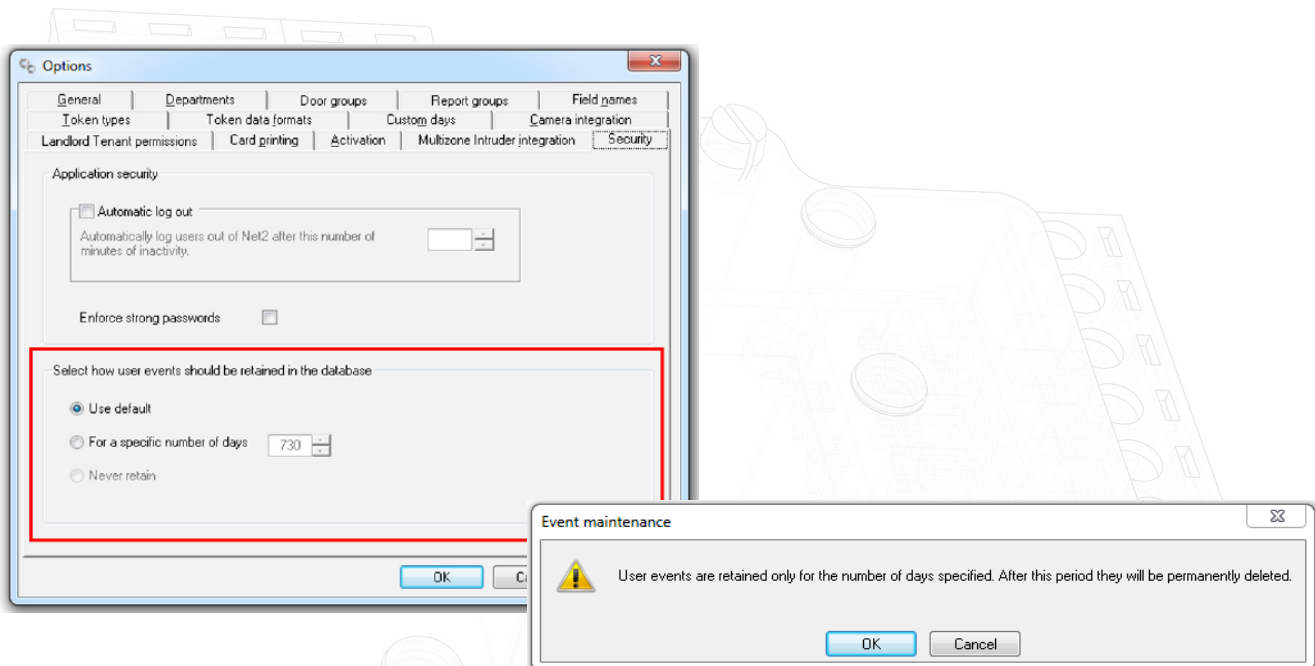 Options
General Departments Door groups Report groups Field names
Token types Token data formats Custom days Camera integration
Landlord Tenant permissions Card printing Activation Multizone Intruder integration Security
Application security
Automatic log out
Automatically log users out of Net2 after this number of
minutes of inactivity.
Enforce strong passwords
Select how user events should be retained in the database
Use default
For a specific number of days 730
Never retain
OK
Event maintenance
User events are retained only for the number of days specified. After this period they will be permanently deleted.
OK Cancel